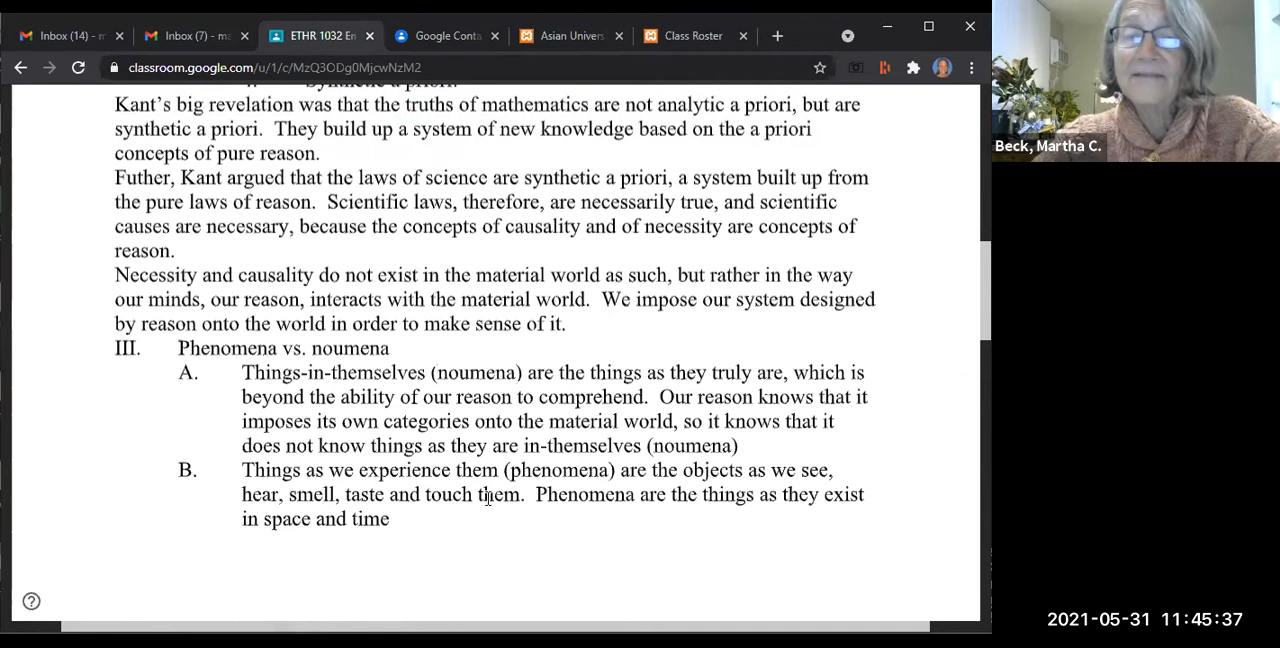 Inbox (14) - m
Inbox (7) - ma
ETHR 1032 En
Google Conta
Asian Univers
Class Roster
classroom.google.com/u/1/c/MzQ3ODg0MjcwNzM2
Synthetic a priori.
Kant's big revelation was that the truths of mathematics are not analytic a priori, but are
synthetic a priori. They build up a system of new knowledge based on the a priori
concepts of pure reason.
Futher, Kant argued that the laws of science are synthetic a priori, a system built up from
the pure laws of reason. Scientific laws, therefore, are necessarily true, and scientific
causes are necessary, because the concepts of causality and of necessity are concepts of
reason.
Necessity and causality do not exist in the material world as such, but rather in the way
our minds, our reason, interacts with the material world. We impose our system designed
by reason onto the world in order to make sense of it.
III. Phenomena vs. noumena
A. Things-in-themselves (noumena) are the things as they truly are, which is
beyond the ability of our reason to comprehend. Our reason knows that it
imposes its own categories onto the material world, so it knows that it
does not know things as they are in-themselves (noumena)
B. Things as we experience them (phenomena) are the objects as we see,
hear, smell, taste and touch them. Phenomena are the things as they exist
in space and time
Beck, Martha C.
2021-05-31 11:45:37